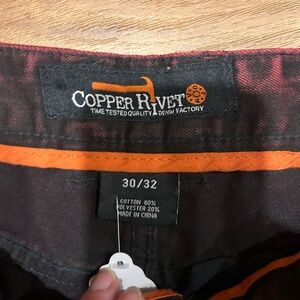 COPPER RIVET
TIME TESTED QUALITY DENIM FACTORY
30/32
COTTON 80%
POLYESTER 20%
MADE IN CHINA